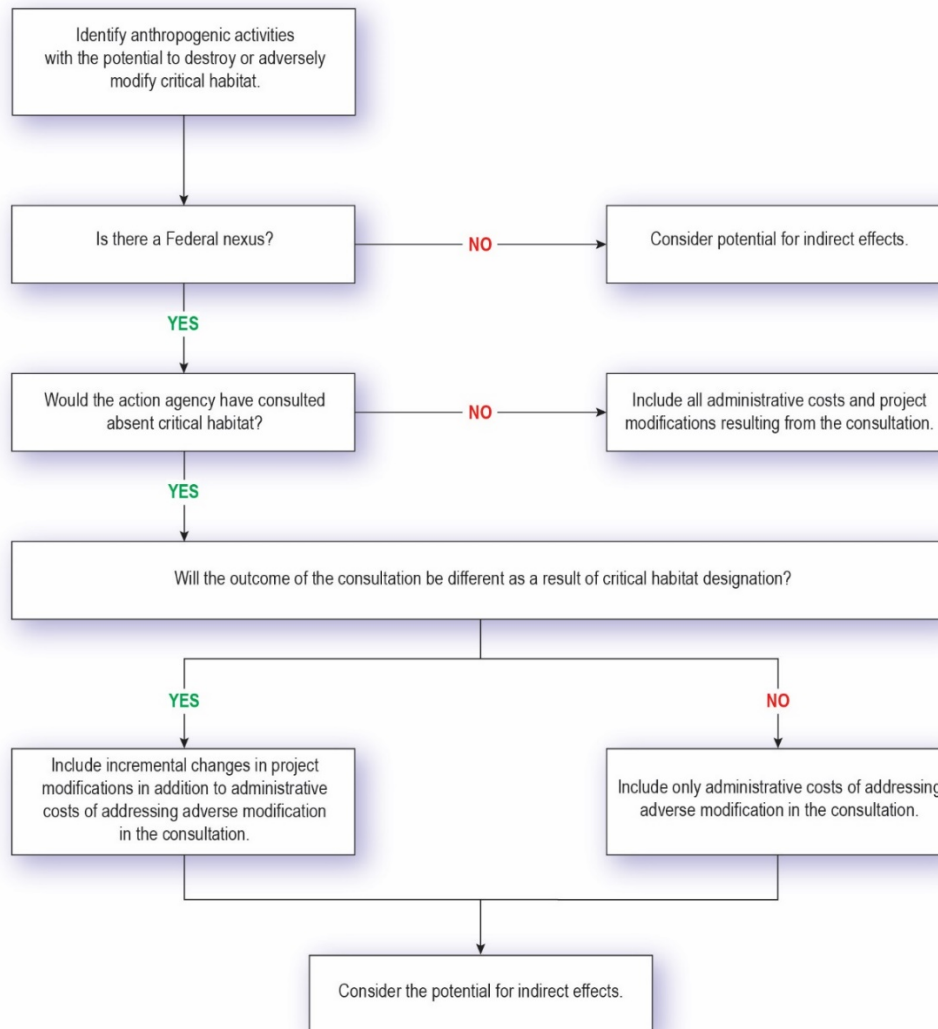 Identify anthropogenic activities
with the potential to destroy or adversely
modify critical habitat.
Is there a Federal nexus?
NO
Consider potential for indirect effects.
YES
Would the action agency have consulted
absent critical habitat?
NO
Include all administrative costs and project
modifications resulting from the consultation.
YES
Will the outcome of the consultation be different as a result of critical habitat designation?
YES
NO
Include incremental changes in project
modifications in addition to administrative
costs of addressing adverse modification
in the consultation.
Include only administrative costs of addressing
adverse modification in the consultation.
Consider the potential for indirect effects.